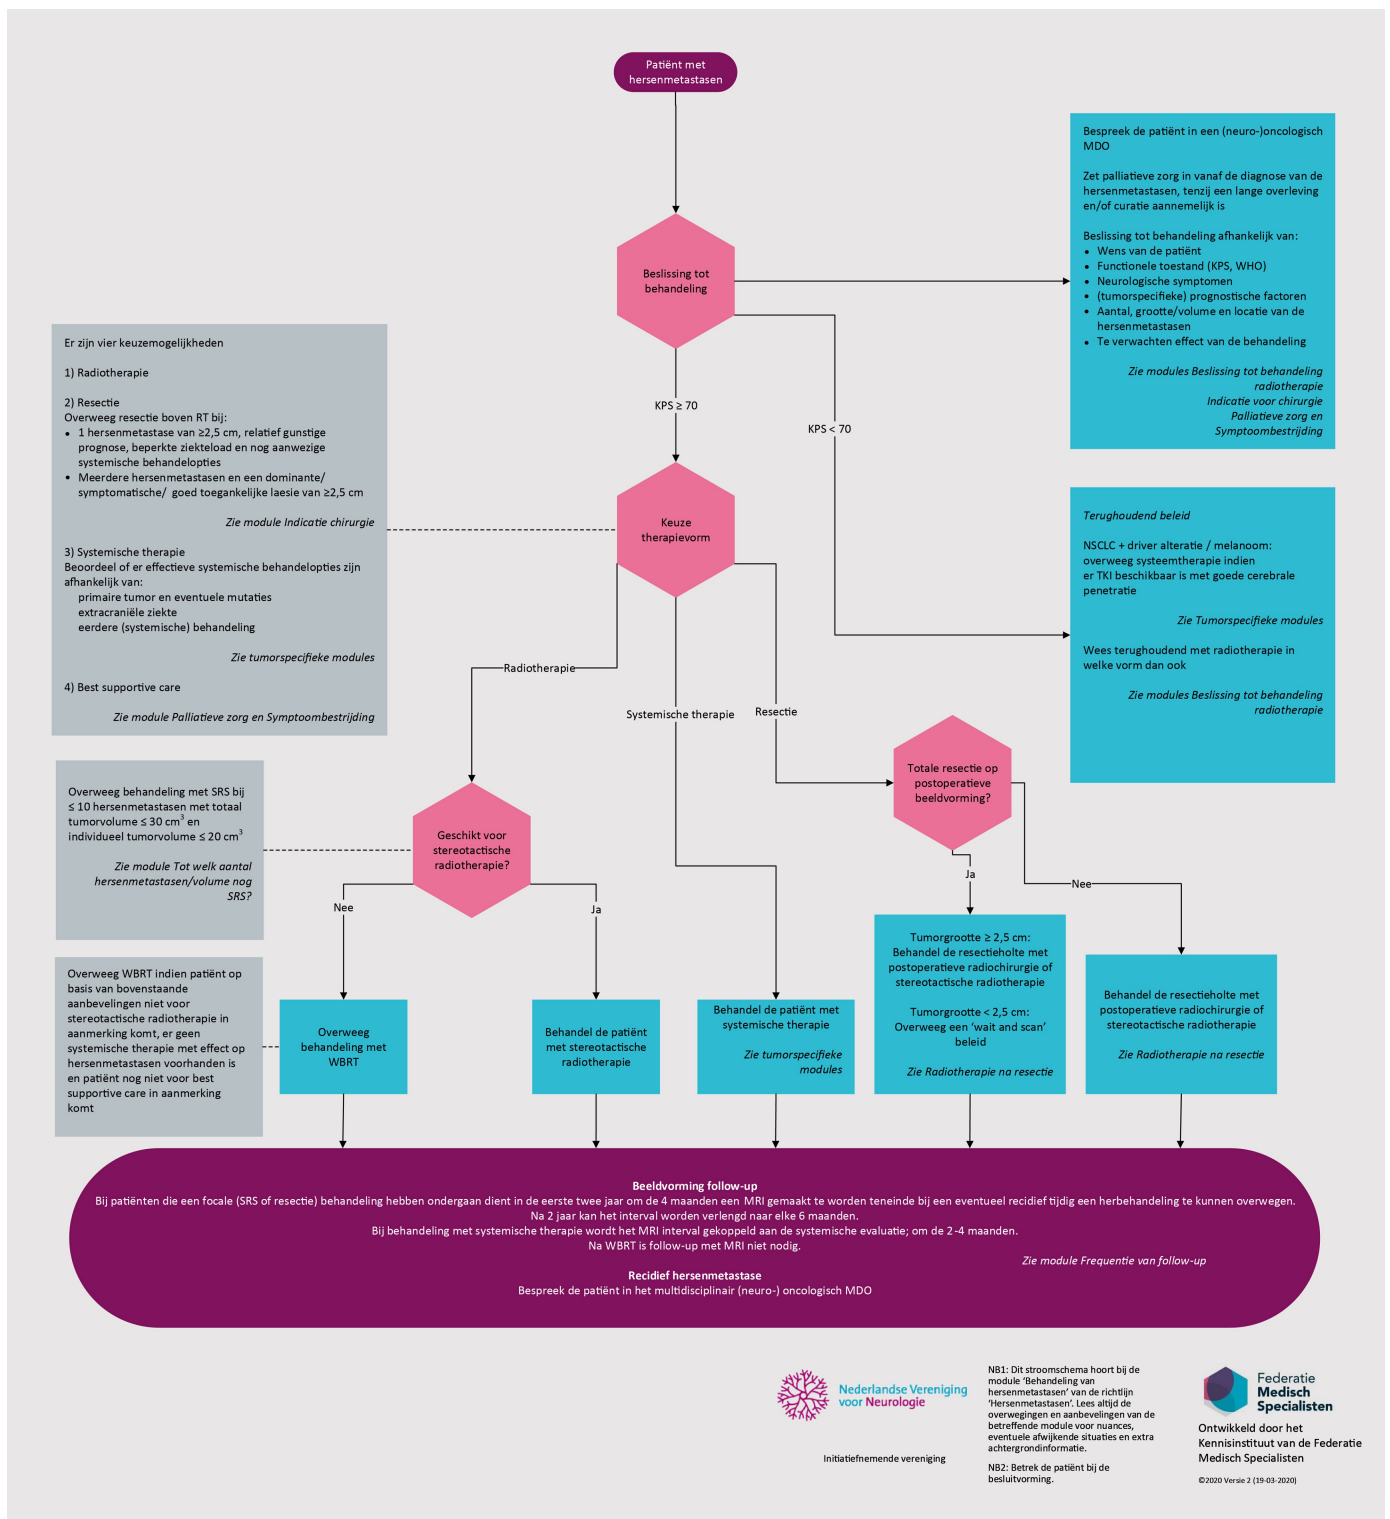 Patiënt met
hersenmetastasen
Bespreek de patiënt in een (neuro-)oncologisch
MDO
Zet palliatieve zorg in vanaf de diagnose van de
hersenmetastasen, tenzij een lange overleving
en/of curatie aannemelijk is
Beslissing tot behandeling afhankelijk van:
• Wens van de patiënt
• Functionele toestand (KPS, WHO)
• Neurologische symptomen
• (tumorspecifieke) prognostische factoren
• Aantal, grootte/volume en locatie van de
hersenmetastasen
• Te verwachten effect van de behandeling
Zie modules Beslissing tot behandeling
radiotherapie
Indicatie voor chirurgie
Palliatieve zorg en
Symptoombestrijding
Beslissing tot
behandeling
KPS ≥ 70
KPS < 70
Er zijn vier keuzemogelijkheden
1) Radiotherapie
2) Resectie
Overweeg resectie boven RT bij:
• 1 hersenmetastase van ≥2,5 cm, relatief gunstige
prognose, beperkte ziekteload en nog aanwezige
systemische behandelopties
• Meerdere hersenmetastasen en een dominante/
symptomatische/ goed toegankelijke laesie van ≥2,5 cm
Zie module Indicatie chirurgie
3) Systemische therapie
Beoordeel of er effectieve systemische behandelopties zijn
afhankelijk van:
primaire tumor en eventuele mutaties
extracraniële ziekte
eerdere (systemische) behandeling
Zie tumorspecifieke modules
4) Best supportive care
Zie module Palliatieve zorg en Symptoombestrijding
Keuze
therapievorm
Terughoudend beleid
NSCLC + driver alteratie / melanoom:
overweeg systeemtherapie indien
er TKI beschikbaar is met goede cerebrale
penetratie
Zie Tumorspecifieke modules
Wees terughoudend met radiotherapie in
welke vorm dan ook
Zie modules Beslissing tot behandeling
radiotherapie
Radiotherapie
Systemische therapie
Resectie
Overweeg behandeling met SRS bij
≤ 10 hersenmetastasen met totaal
tumorvolume ≤ 30 cm³ en
individueel tumorvolume ≤ 20 cm³
Zie module Tot welk aantal
hersenmetastasen/volume nog
SRS?
Geschikt voor
stereotactische
radiotherapie?
Totale resectie op
postoperatieve
beeldvorming?
Nee
Ja
Ja
Nee
Overweeg WBRT indien patiënt op
basis van bovenstaande
aanbevelingen niet voor
stereotactische radiotherapie in
aanmerking komt, er geen
systemische therapie met effect op
hersenmetastasen voorhanden is
en patiënt nog niet voor best
supportive care in aanmerking
komt
Overweeg
behandeling met
WBRT
Behandel de patiënt
met stereotactische
radiotherapie
Behandel de patiënt met
systemische therapie
Zie tumorspecifieke
modules
Tumorgrootte ≥ 2,5 cm:
Behandel de resectieholte met
postoperatieve radiochirurgie of
stereotactische radiotherapie
Tumorgrootte < 2,5 cm:
Overweeg een ‘wait and scan’
beleid
Zie Radiotherapie na resectie
Behandel de resectieholte met
postoperatieve radiochirurgie of
stereotactische radiotherapie
Zie Radiotherapie na resectie
Beeldvorming follow-up
Bij patiënten die een focale (SRS of resectie) behandeling hebben ondergaan dient in de eerste twee jaar om de 4 maanden een MRI gemaakt te worden teneinde bij een eventueel recidief tijdig een herbehandeling te kunnen overwegen.
Na 2 jaar kan het interval worden verlengd naar elke 6 maanden.
Bij behandeling met systemische therapie wordt het MRI interval gekoppeld aan de systemische evaluatie; om de 2-4 maanden.
Na WBRT is follow-up met MRI niet nodig.
Zie module Frequentie van follow-up
Recidief hersenmetastase
Bespreek de patiënt in het multidisciplinair (neuro-) oncologisch MDO
Nederlandse Vereniging
voor Neurologie
Initiatiefnemende vereniging
NB1: Dit stroomschema hoort bij de
module ‘Behandeling van
hersenmetastasen’ van de richtlijn
‘Hersenmetastasen’. Lees altijd de
overwegingen en aanbevelingen van de
betreffende module voor nuances,
eventuele afwijkende situaties en extra
achtergrondinformatie.
NB2: Betrek de patiënt bij de
besluitvorming.
Federatie
Medisch
Specialisten
Ontwikkeld door het
Kennisinstituut van de Federatie
Medisch Specialisten
©2020 Versie 2 (19-03-2020)